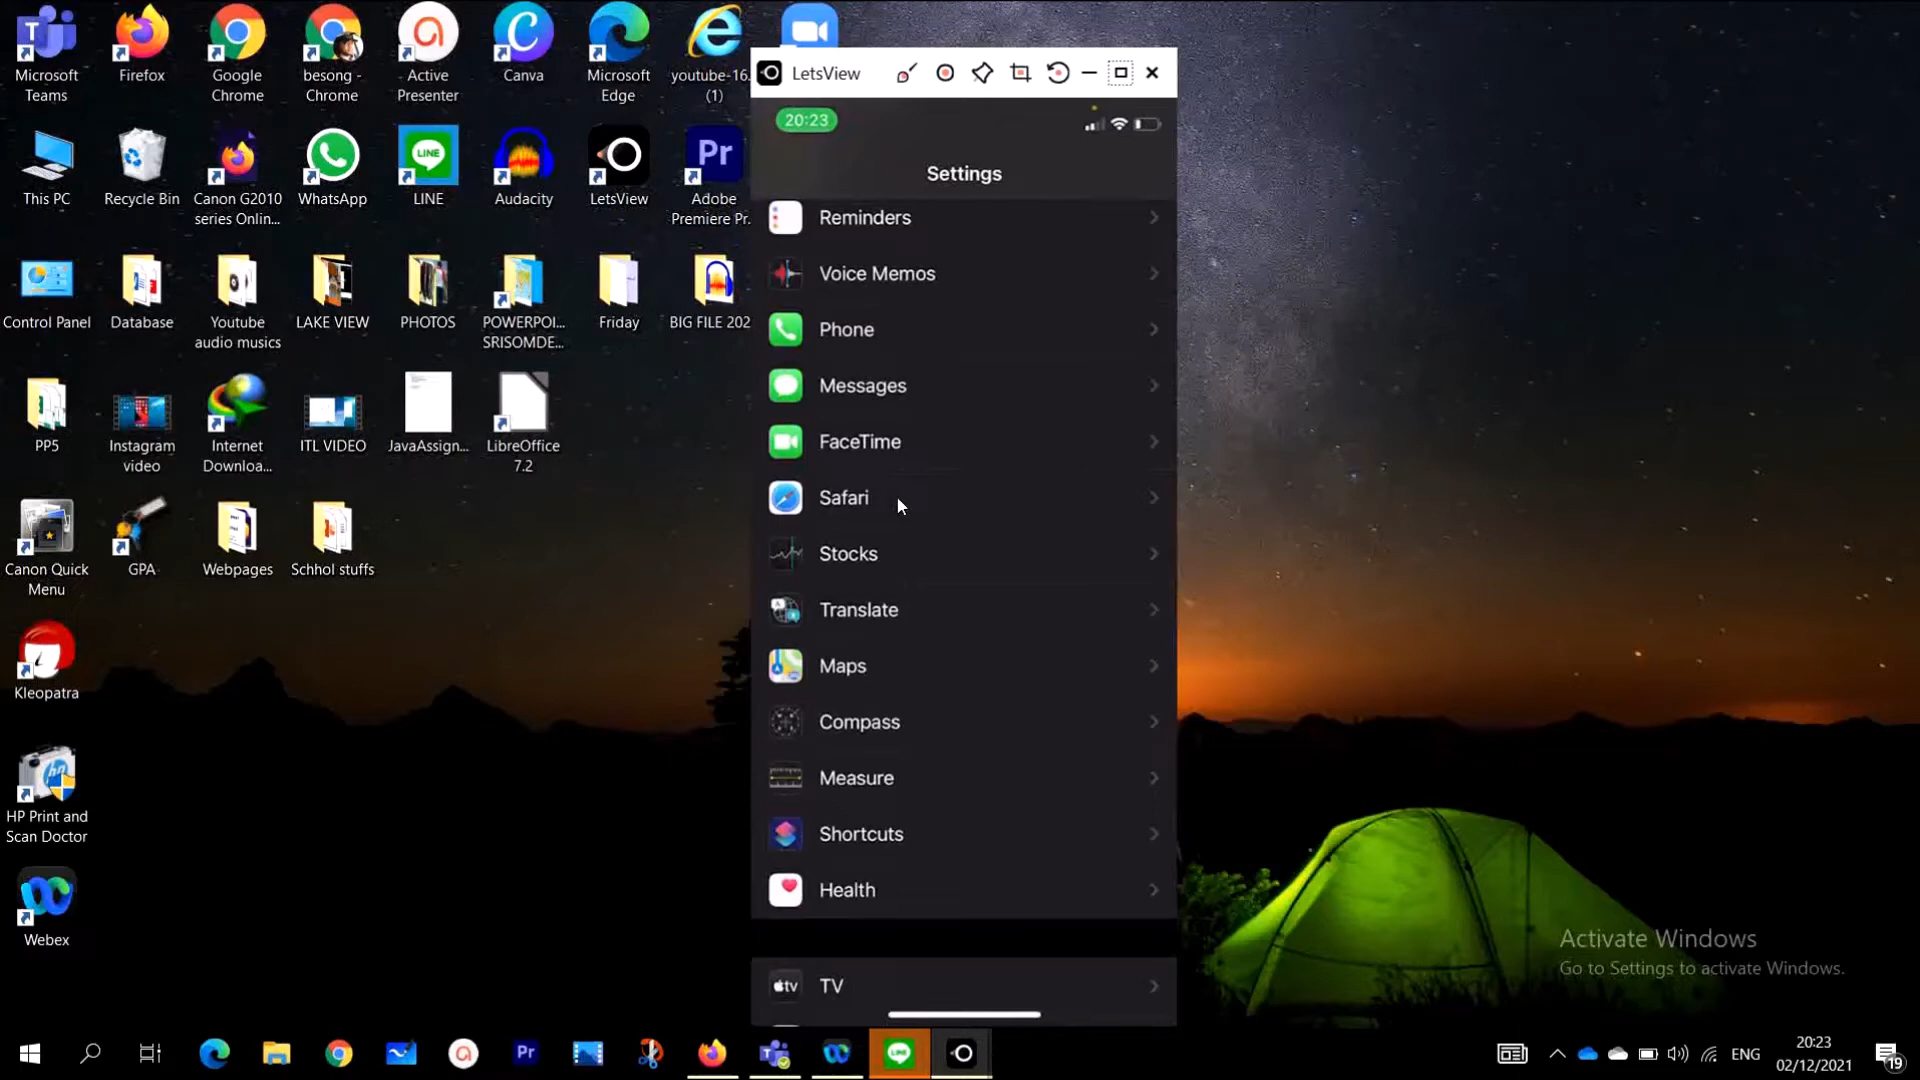 Microsoft
Teams
Firefox
Google
Chrome
besong -
Chrome
Active
Presenter
Canva
Microsoft
Edge
youtube-16...
(1)
This PC
Recycle Bin
Canon G2010
series Onlin...
WhatsApp
LINE
Audacity
LetsView
Adobe
Premiere Pr.
Control Panel
Database
Youtube
audio musics
LAKE VIEW
PHOTOS
POWERPOI...
SRISOMDE...
Friday
BIG FILE 202
PP5
Instagram
video
Internet
Downloa...
ITL VIDEO
JavaAssign...
LibreOffice
7.2
Canon Quick
Menu
GPA
Webpages
Schhol stuffs
Kleopatra
HP Print and
Scan Doctor
Webex
LetsView
20:23
Settings
Reminders
Voice Memos
Phone
Messages
FaceTime
Safari
Stocks
Translate
Maps
Compass
Measure
Shortcuts
Health
tv TV
Activate Windows
Go to Settings to activate Windows.
ENG
20:23
02/12/2021
19